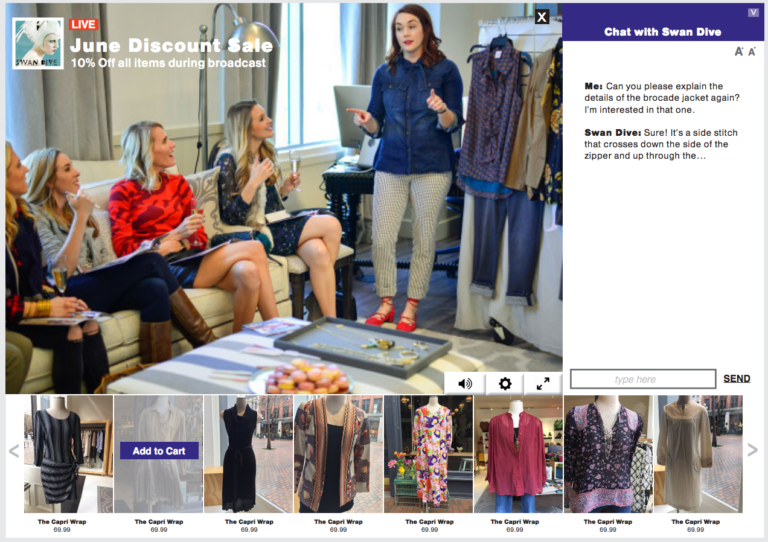 LIVE
SWAN DIVE
June Discount Sale
10% Off all items during broadcast
X
V
Chat with Swan Dive
A A
Me: Can you please explain the
details of the brocade jacket again?
I'm interested in that one.
Swan Dive: Sure! It's a side stitch
that crosses down the side of the
zipper and up through the...
type here
SEND
Add to Cart
The Capri Wrap
69.99
The Capri Wrap
69.99
The Capri Wrap
69.99
The Capri Wrap
69.99
The Capri Wrap
69.99
The Capri Wrap
69.99
The Capri Wrap
69.99
The Capri Wrap
69.99